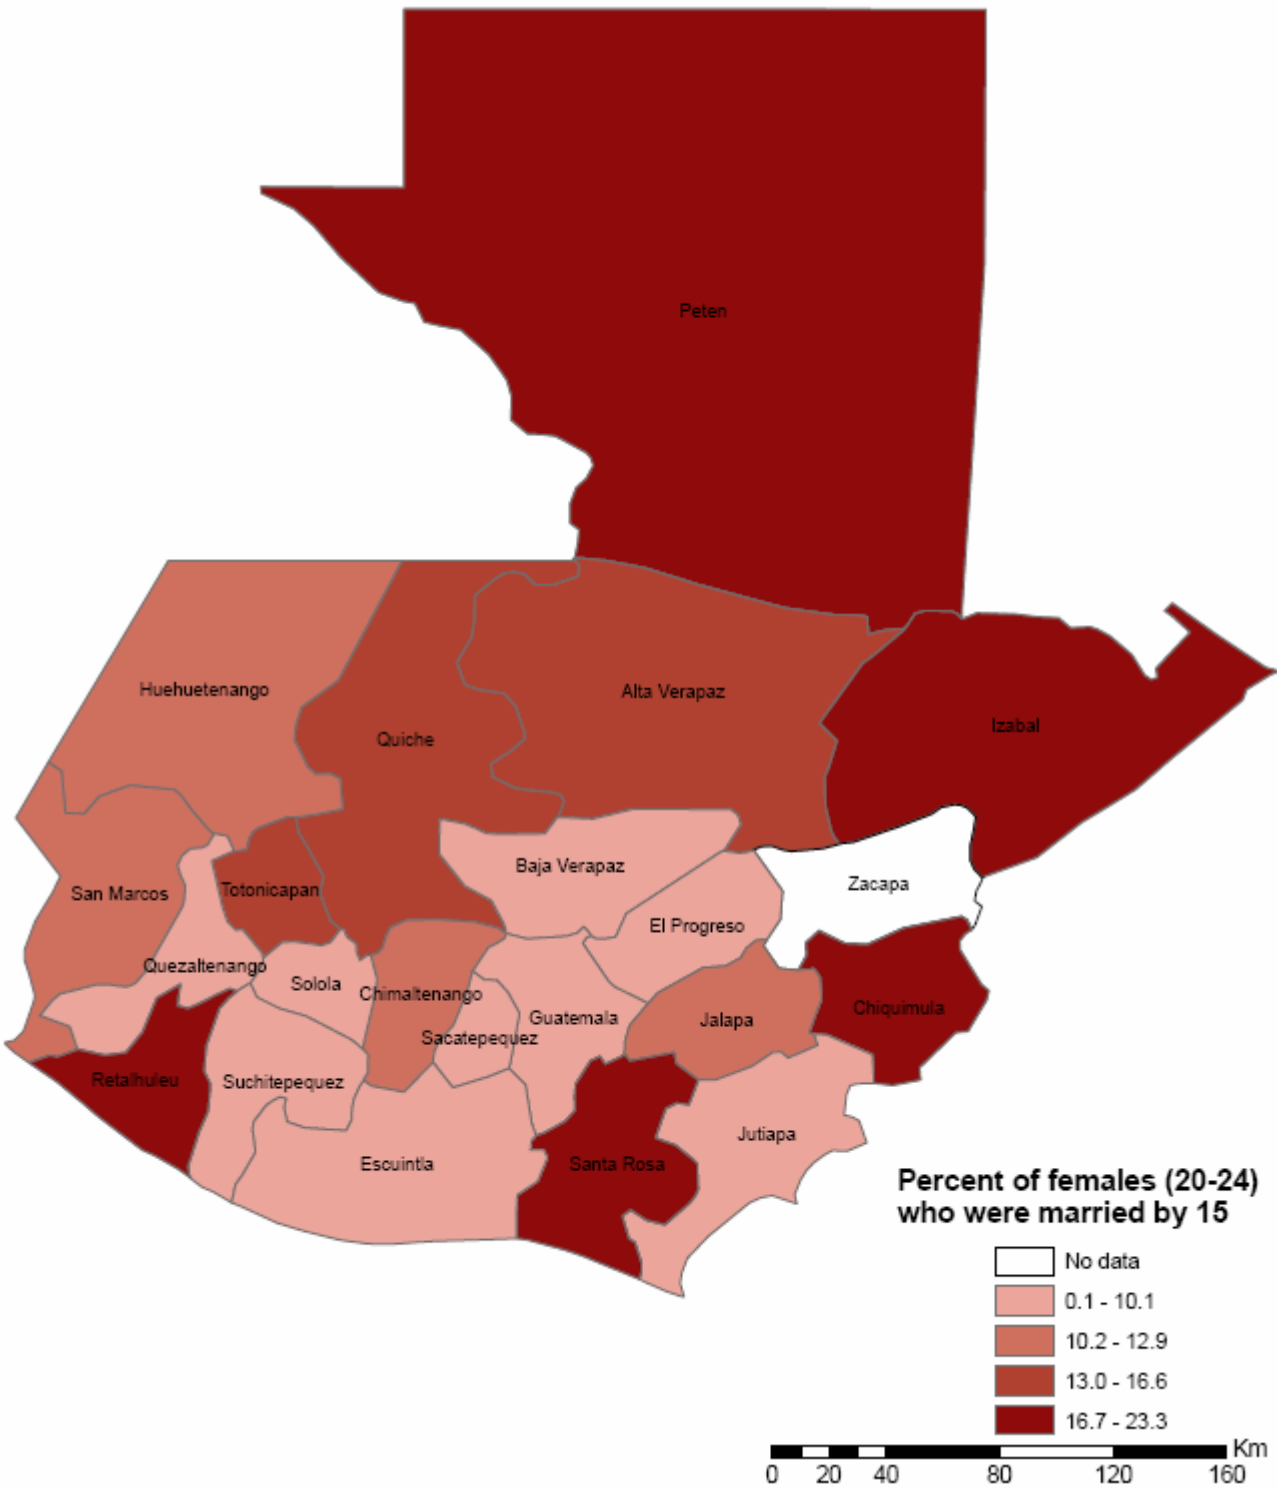 Peten
Huehuetenango
Alta Verapaz
Izabal
Quiche
Baja Verapaz
Zacapa
San Marcos
Totonicapan
El Progreso
Quezaltenango
Solola
Chimaltenango
Guatemala
Chiquimula
Jalapa
Sacatepequez
Retalhuleu
Suchitepequez
Jutiapa
Escuintla
Santa Rosa
Percent of females (20-24)
who were married by 15
No data
0.1 - 10.1
10.2 - 12.9
13.0 - 16.6
16.7 - 23.3
Km
0 20 40 80 120 160